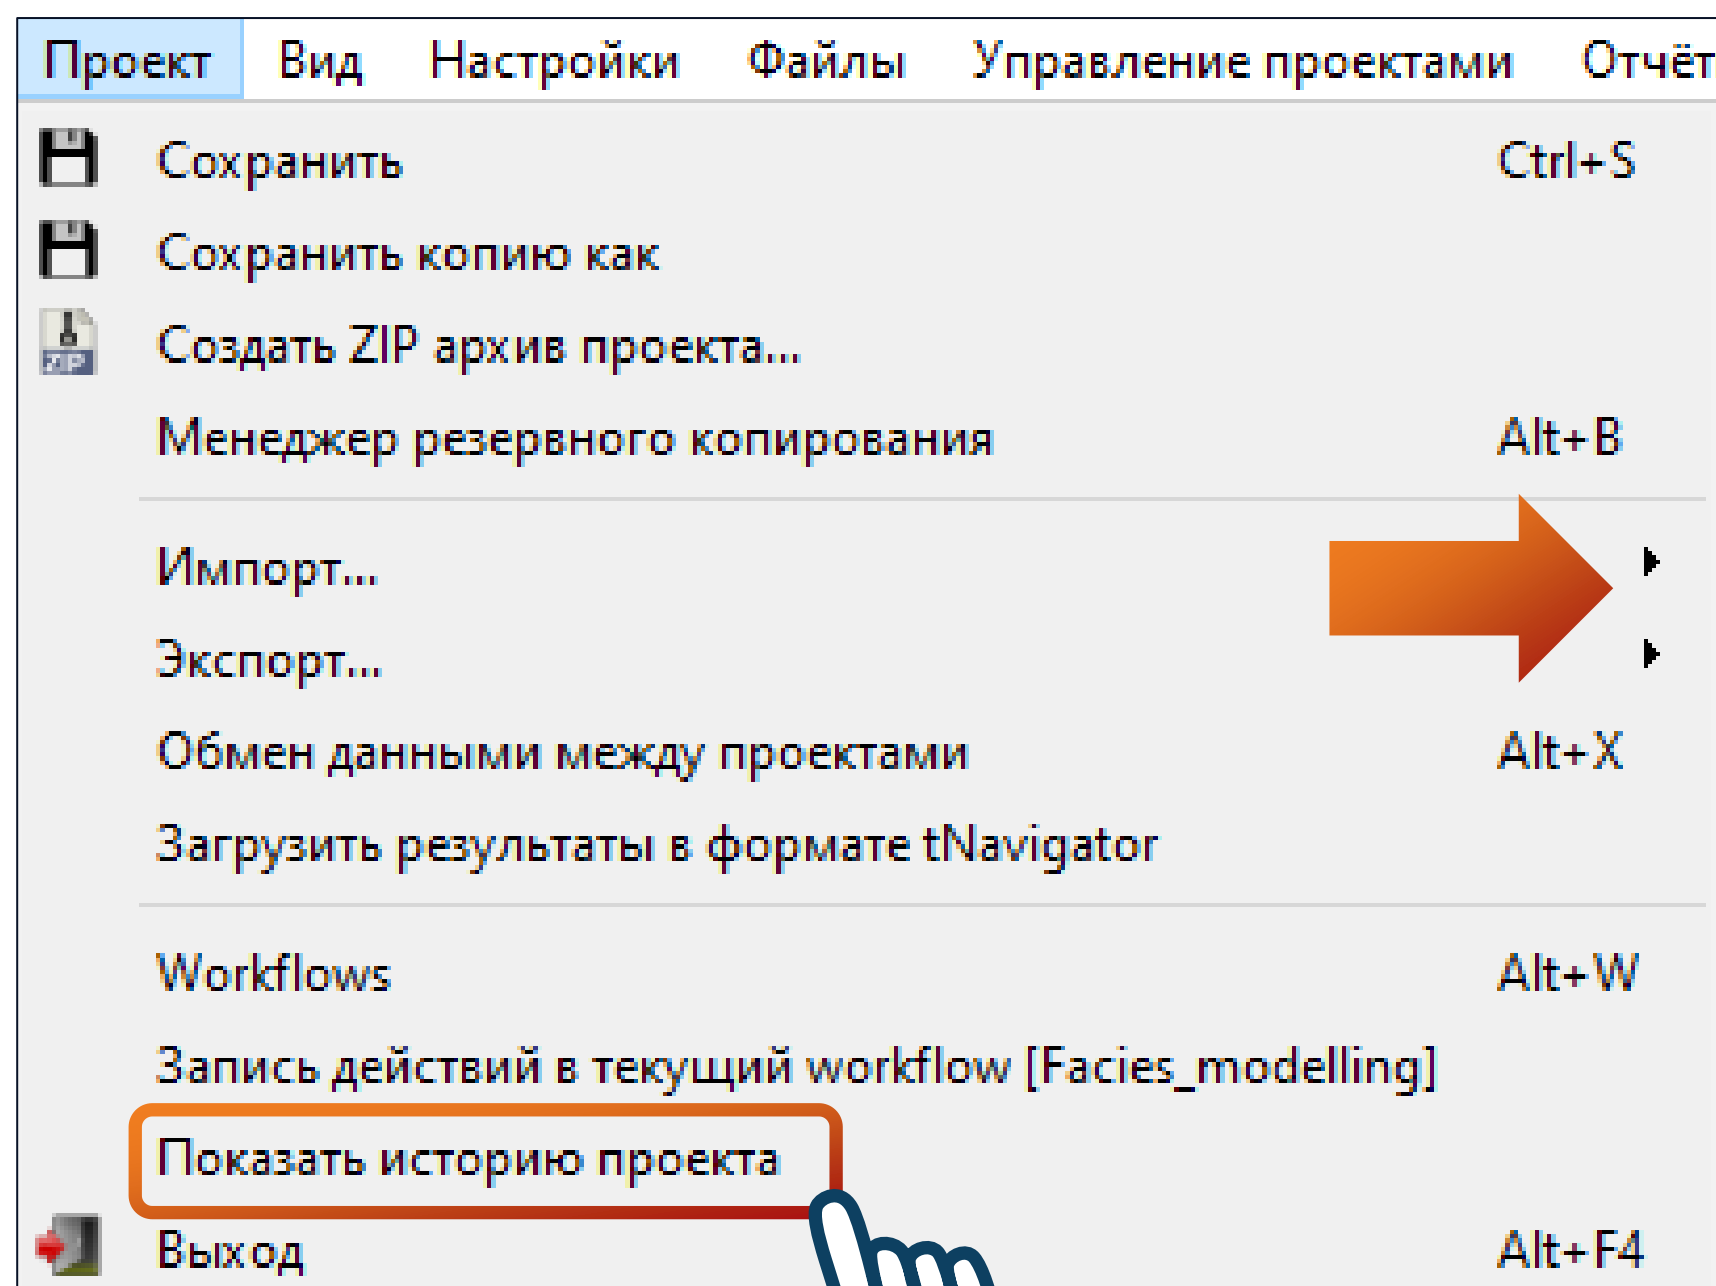 Проект Вид Настройки Файлы Управление проектами Отчёт
Сохранить Ctrl+S
Сохранить копию как
ZIP Создать ZIP архив проекта...
Менеджер резервного копирования Alt+B
Импорт...
Экспорт...
Обмен данными между проектами Alt+X
Загрузить результаты в формате tNavigator
Workflows Alt+W
Запись действий в текущий workflow [Facies_modelling]
Показать историю проекта
Выход Alt+F4